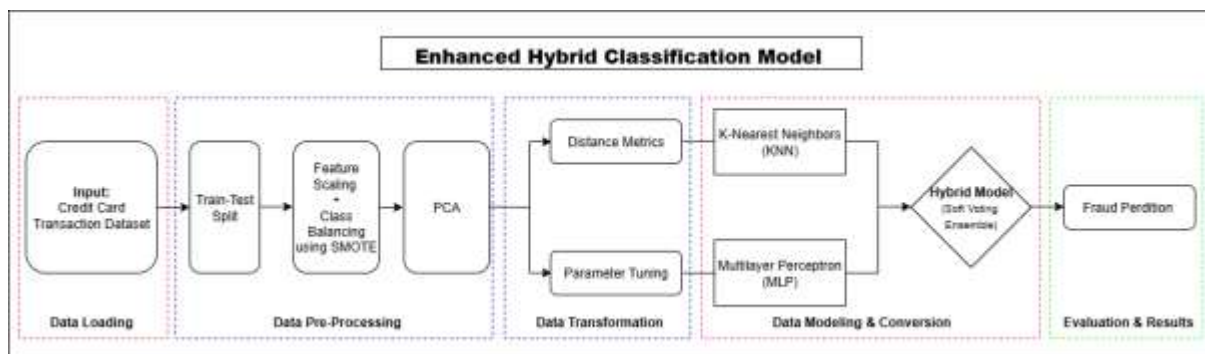 Enhanced Hybrid Classification Model
Input:
Credit Card
Transaction Dataset
Train-Test
Split
Feature
Scaling
+
Class
Balancing
using SMOTE
PCA
Distance Metrics
Parameter Tuning
K-Nearest Neighbors
(KNN)
Multilayer Perceptron
(MLP)
Hybrid Model
(Soft Voting
Ensemble)
Fraud Perdition
Data Loading
Data Pre-Processing
Data Transformation
Data Modeling & Conversion
Evaluation & Results